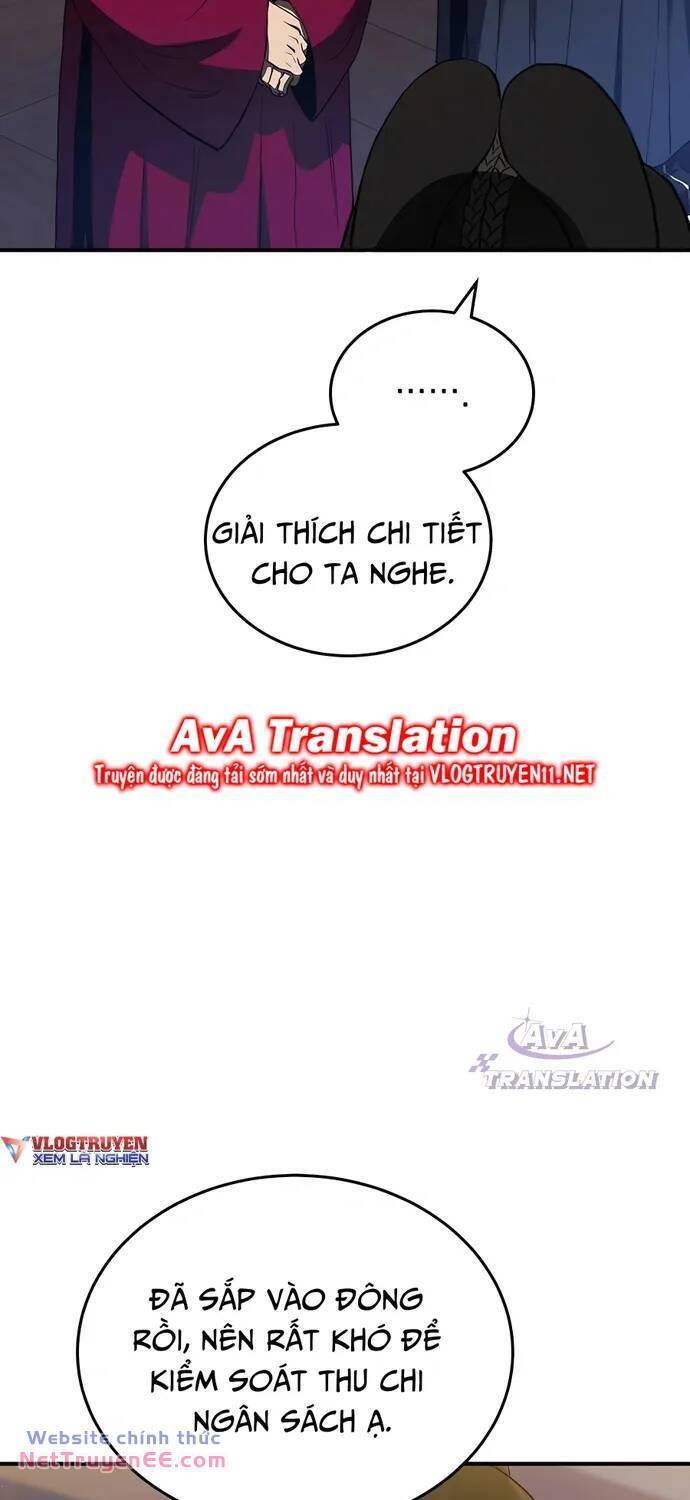 .......
GIẢI THÍCH CHI TIẾT
CHO TA NGHE.
AvA Translation
Truyện được đăng tải sớm nhất và duy nhất tại VLOGTRUYEN11.NET
AVA
TRANSLATION
VLOGTRUYEN
XEM LÀ NGHIỆN
ĐÃ SẮP VÀO ĐÔNG
RỒI, NÊN RẤT KHÓ ĐỂ
KIỂM SOÁT THU CHI
NGÂN SÁCH Ạ.
Website chính thức
NetTruyenEE.com